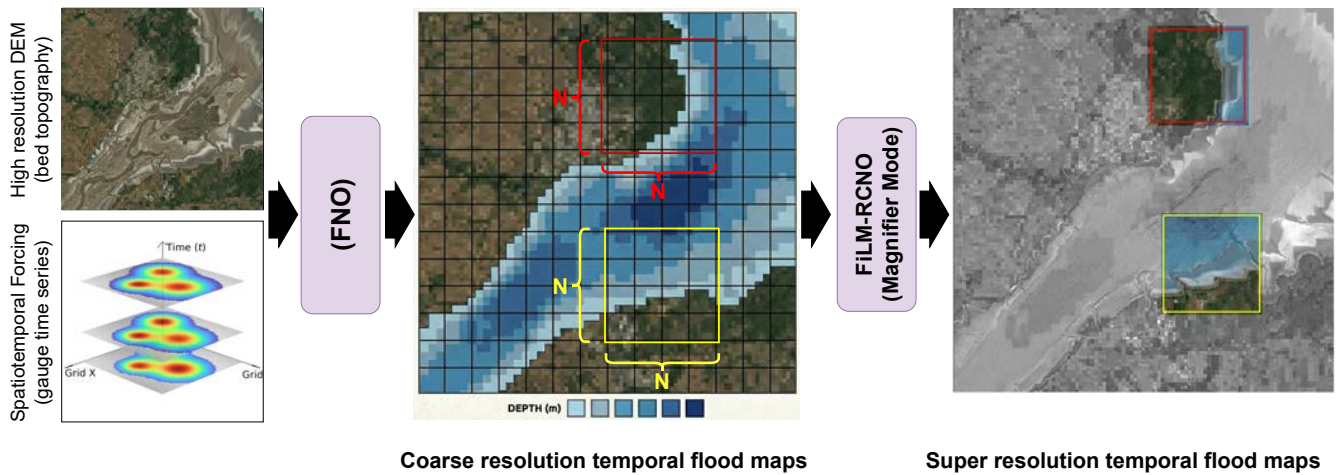 High resolution DEM
(bed topography)
Spatiotemporal Forcing
(gauge time series)
Time (t)
Grid X
Grid
(FNO)
N
N
N
N
DEPTH (m)
FiLM-RCNO
(Magnifier Mode)
Coarse resolution temporal flood maps
Super resolution temporal flood maps